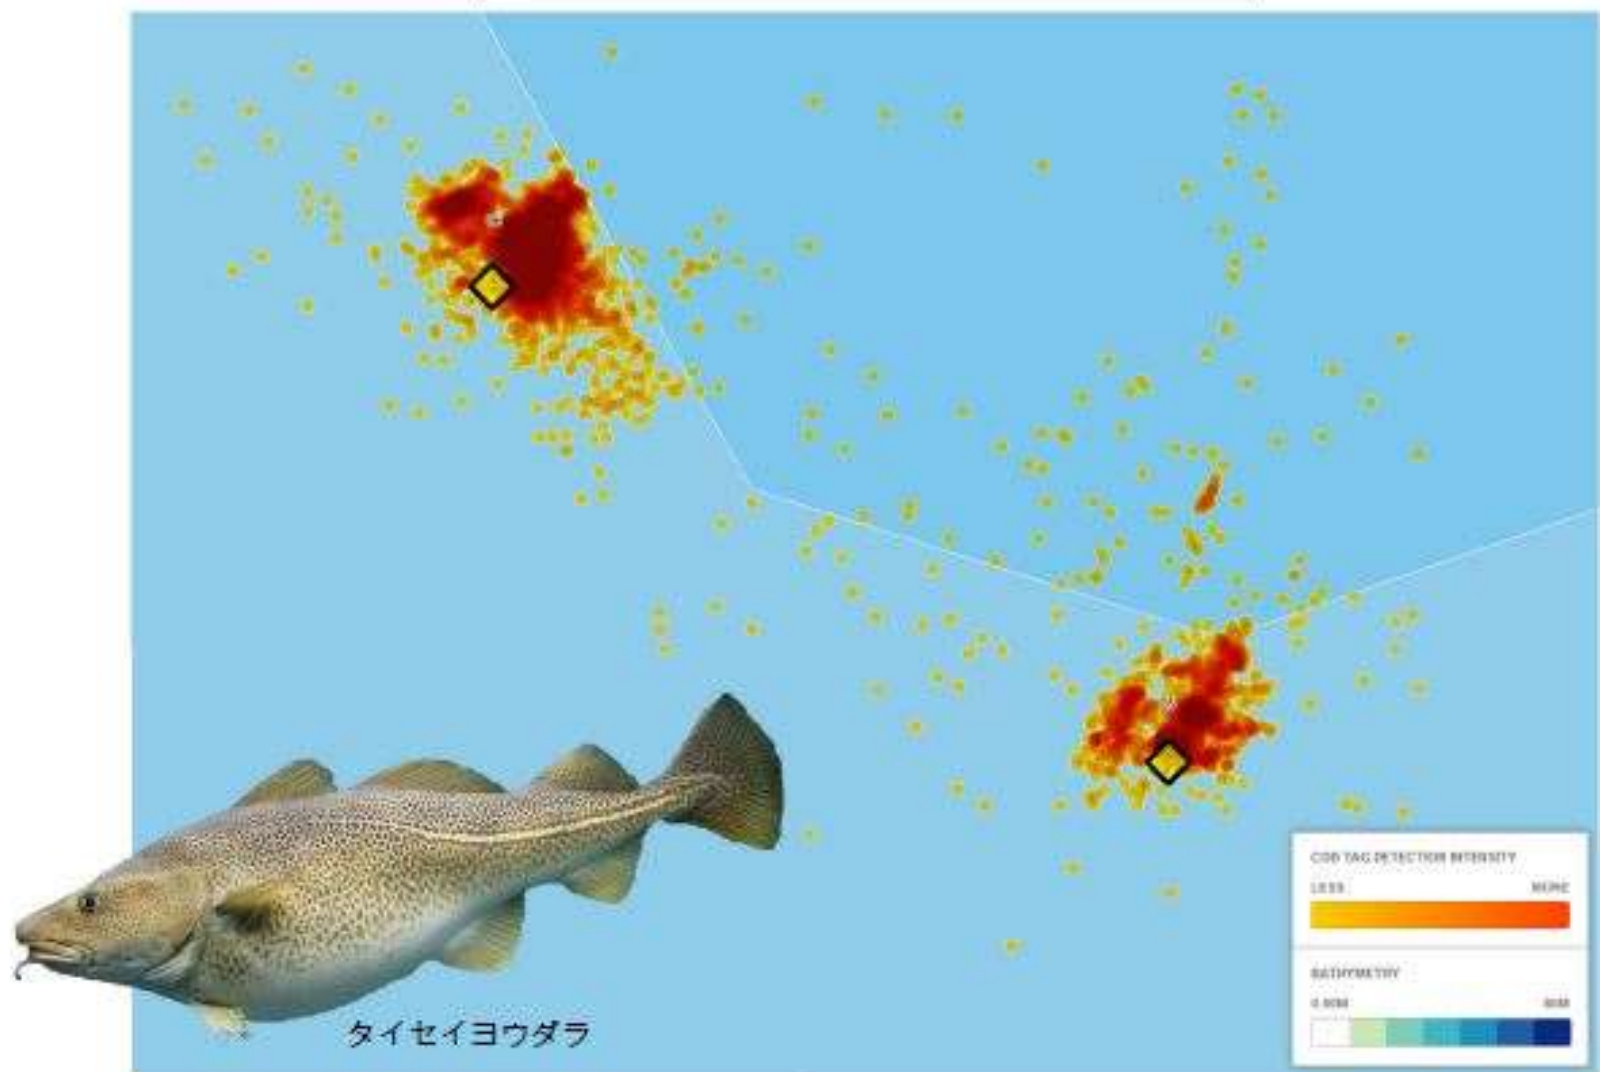 タイセイヨウダラ
COD TAG DETECTION INTENSITY
LESS MORE
BATHYMETRY